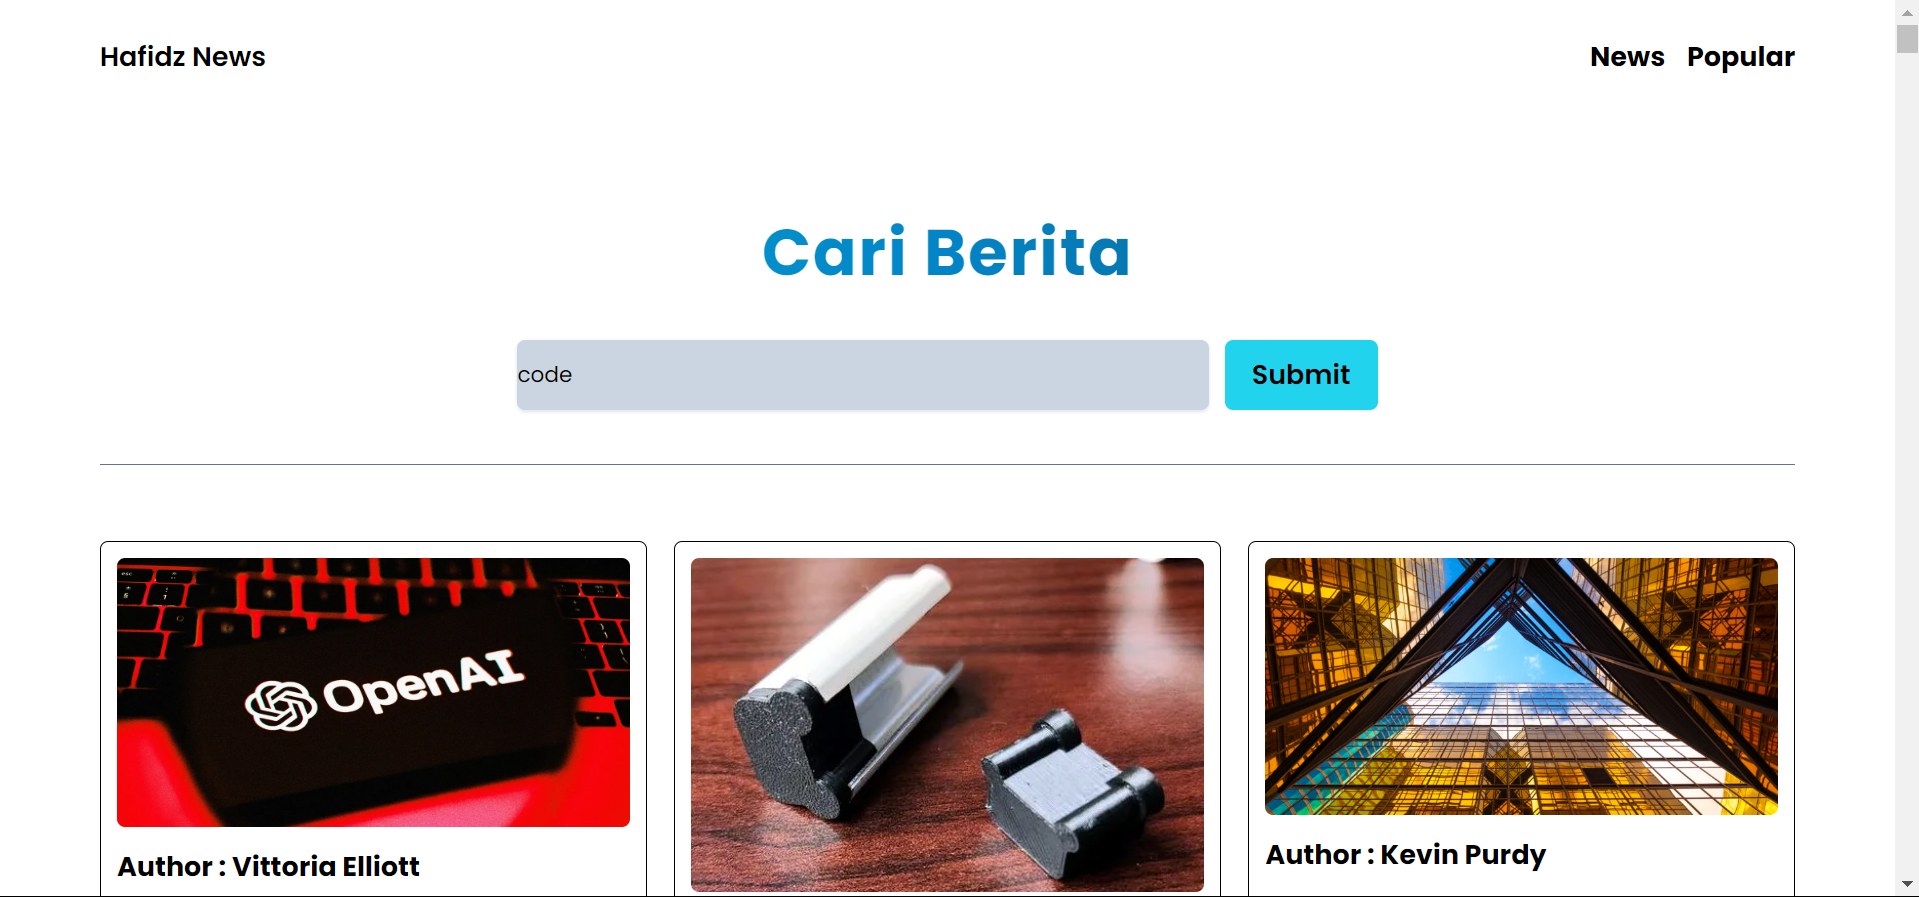 Hafidz News
News Popular
Cari Berita
code
Submit
OpenAI
Author : Vittoria Elliott
Author : Kevin Purdy